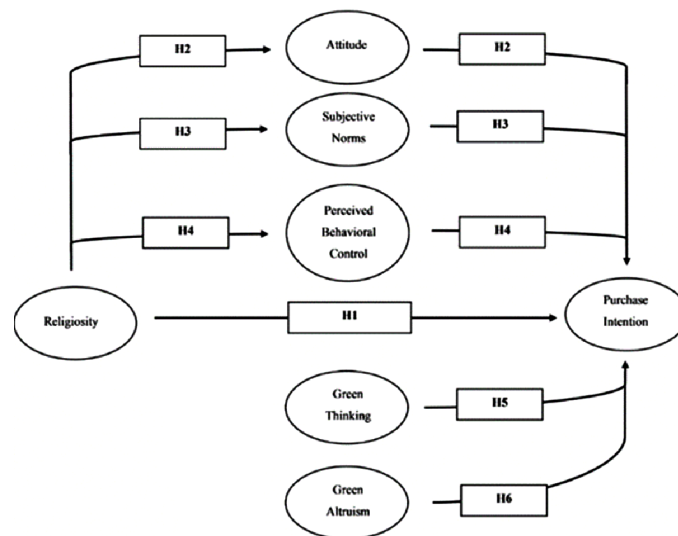 H2
Attitude
H2
H3
Subjective
Norms
H3
H4
Perceived
Behavioral
Control
H4
Religiosity
H1
Purchase
Intention
Green
Thinking
H5
Green
Altruism
H6